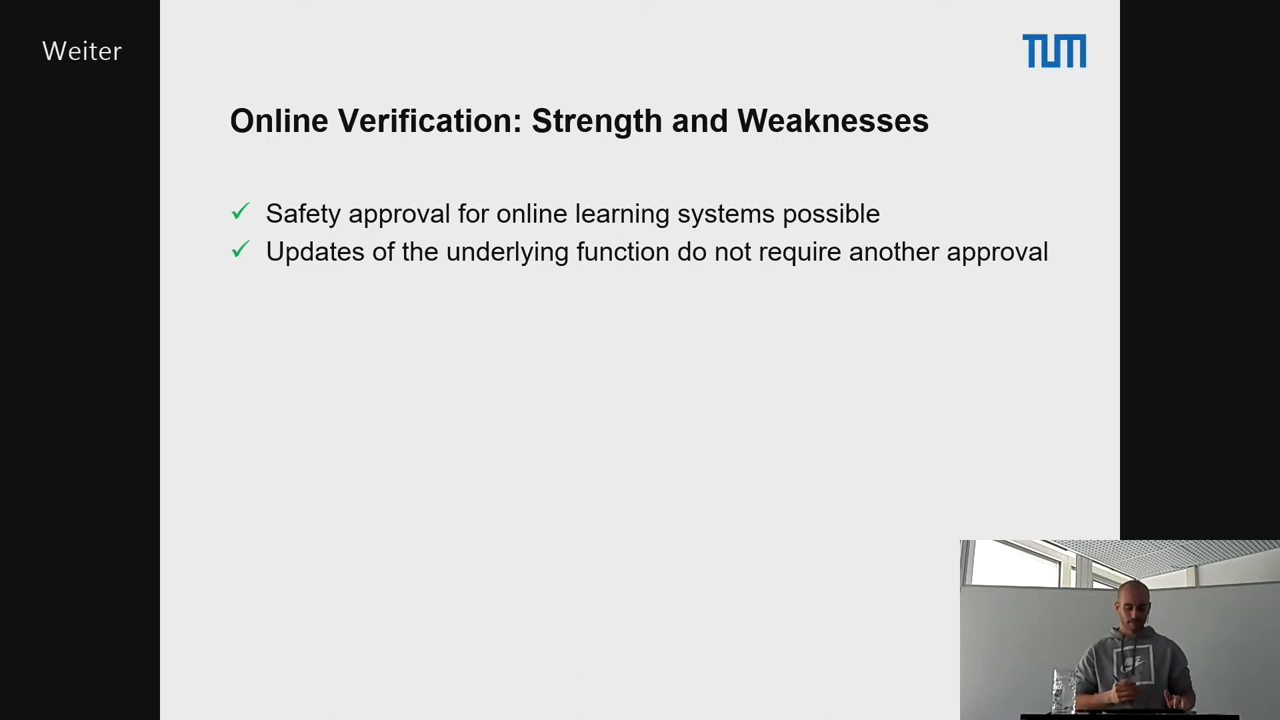 Weiter
TUM
Online Verification: Strength and Weaknesses
✓ Safety approval for online learning systems possible
✓ Updates of the underlying function do not require another approval